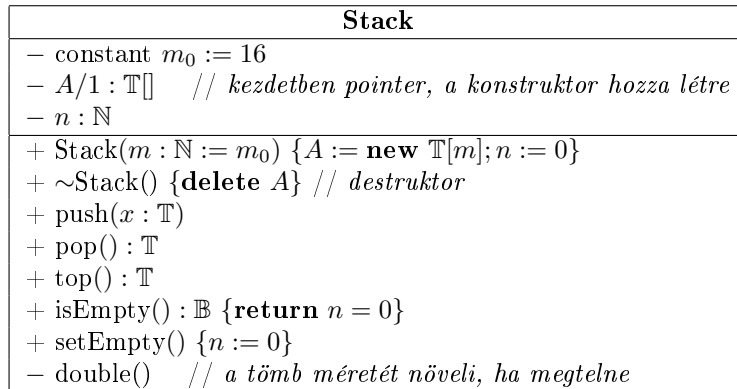 Stack
− constant m₀ := 16
− A/1 : 𝕋[] // kezdetben pointer, a konstruktor hozza létre
− n : ℕ
+ Stack(m : ℕ := m₀) {A := new 𝕋[m]; n := 0}
+ ∼Stack() {delete A} // destruktor
+ push(x : 𝕋)
+ pop() : 𝕋
+ top() : 𝕋
+ isEmpty() : 𝔹 {return n = 0}
+ setEmpty() {n := 0}
− double() // a tömb méretét növeli, ha megtelne